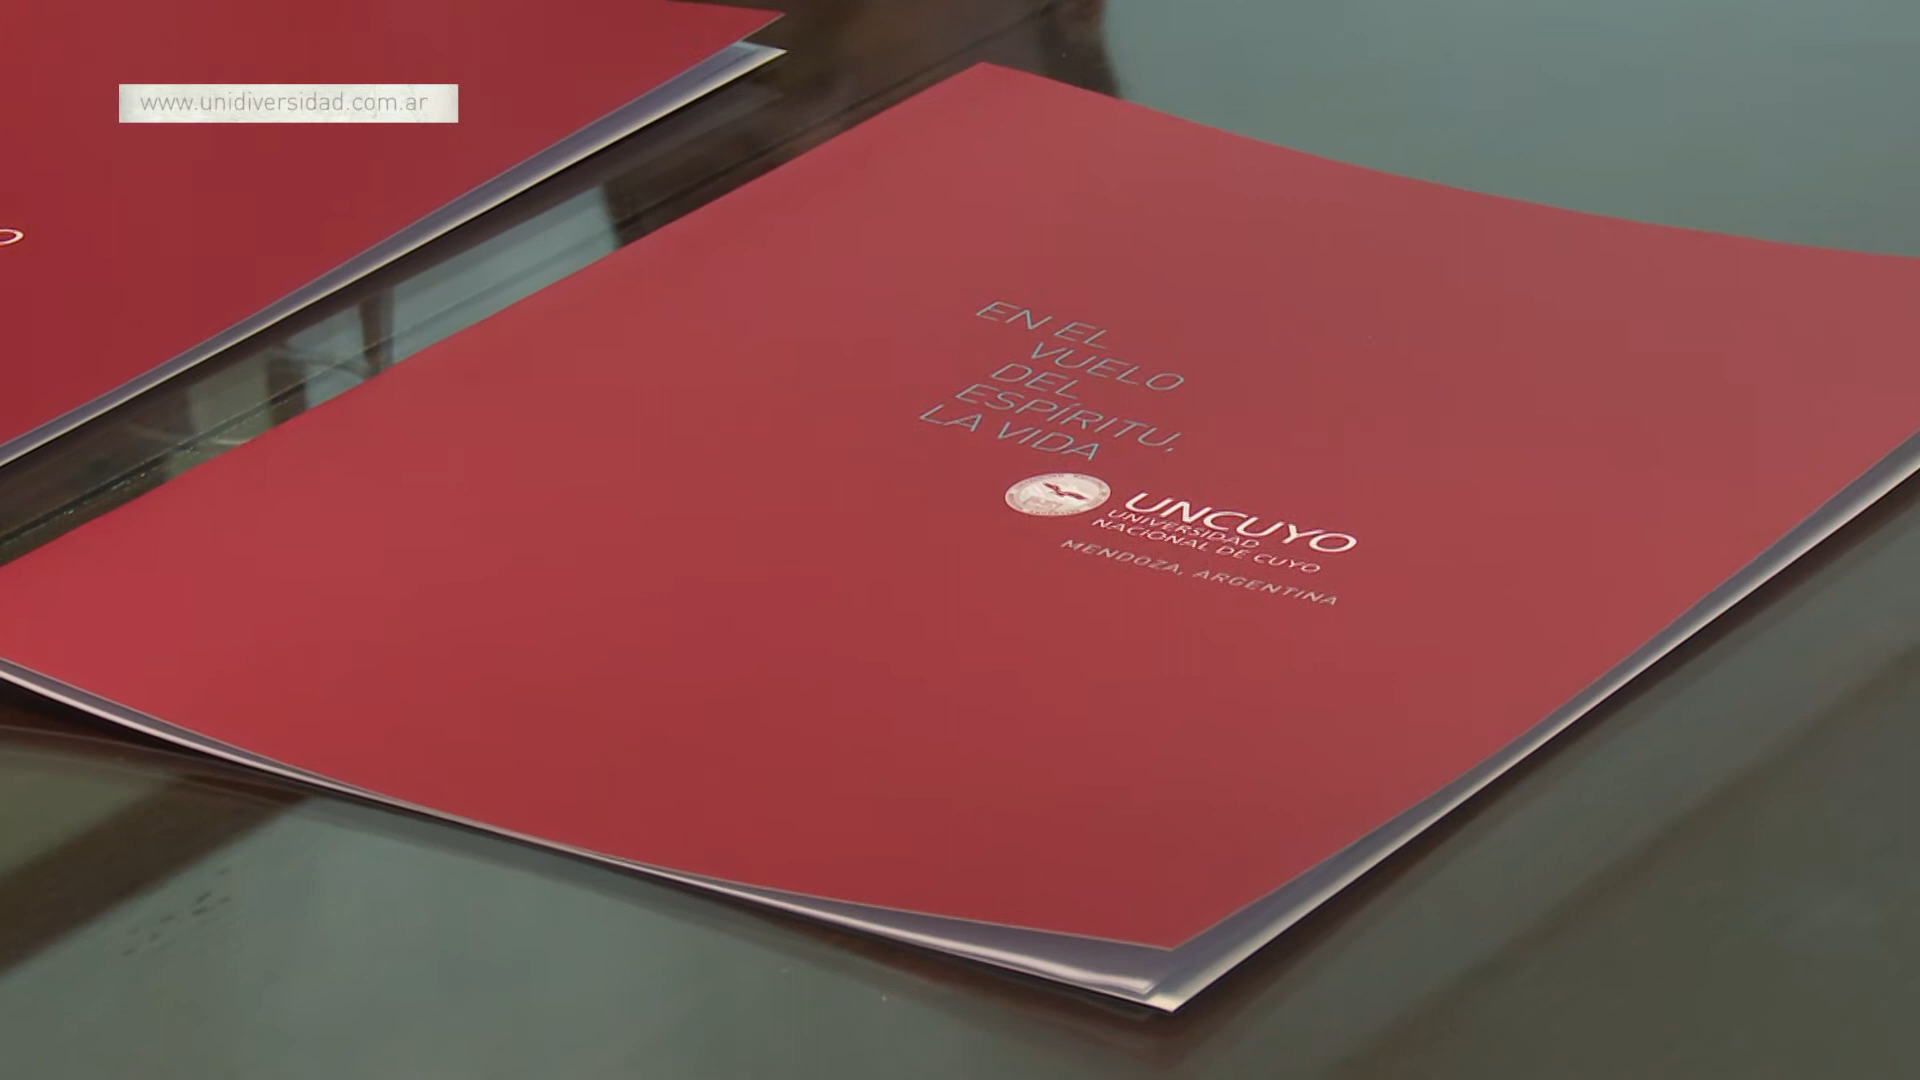 www.unidiversidad.com.ar
EN EL
VUELO
DEL
ESPÍRITU,
LA VIDA
UNCUYO
UNIVERSIDAD
NACIONAL DE CUYO
MENDOZA, ARGENTINA